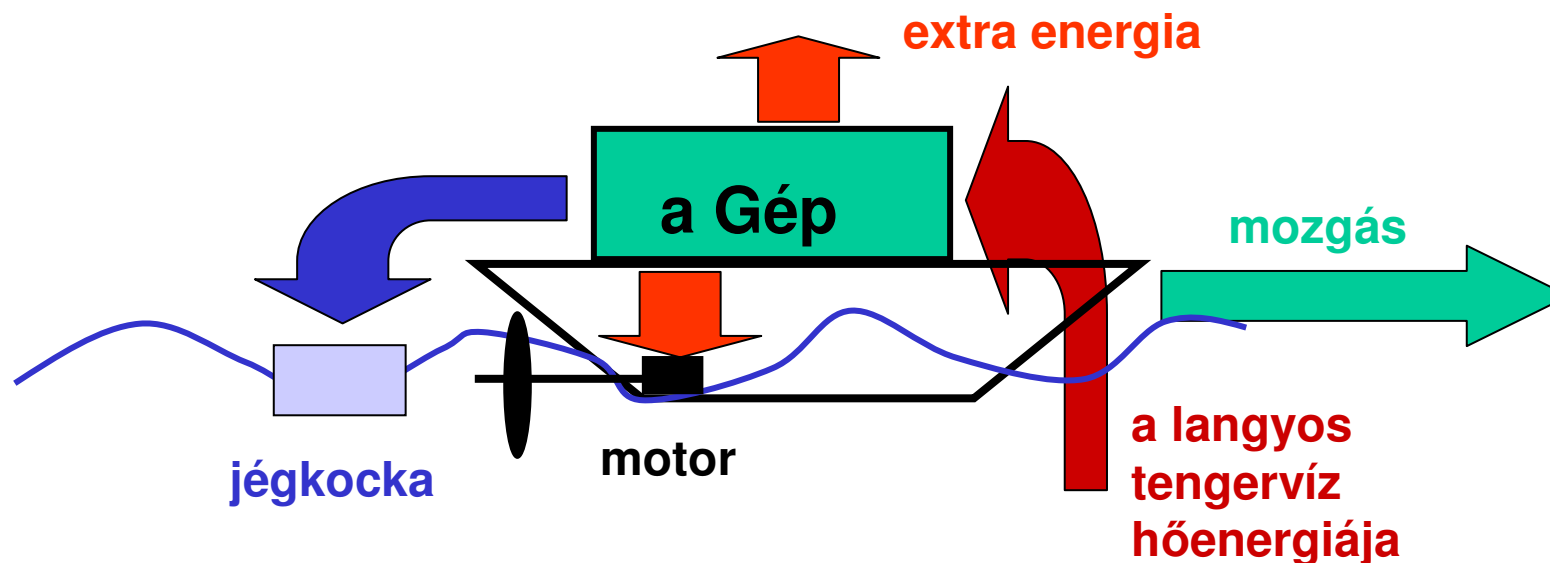 extra energia
a Gép
mozgás
motor
jégkocka
a langyos
tengervíz
hőenergiája